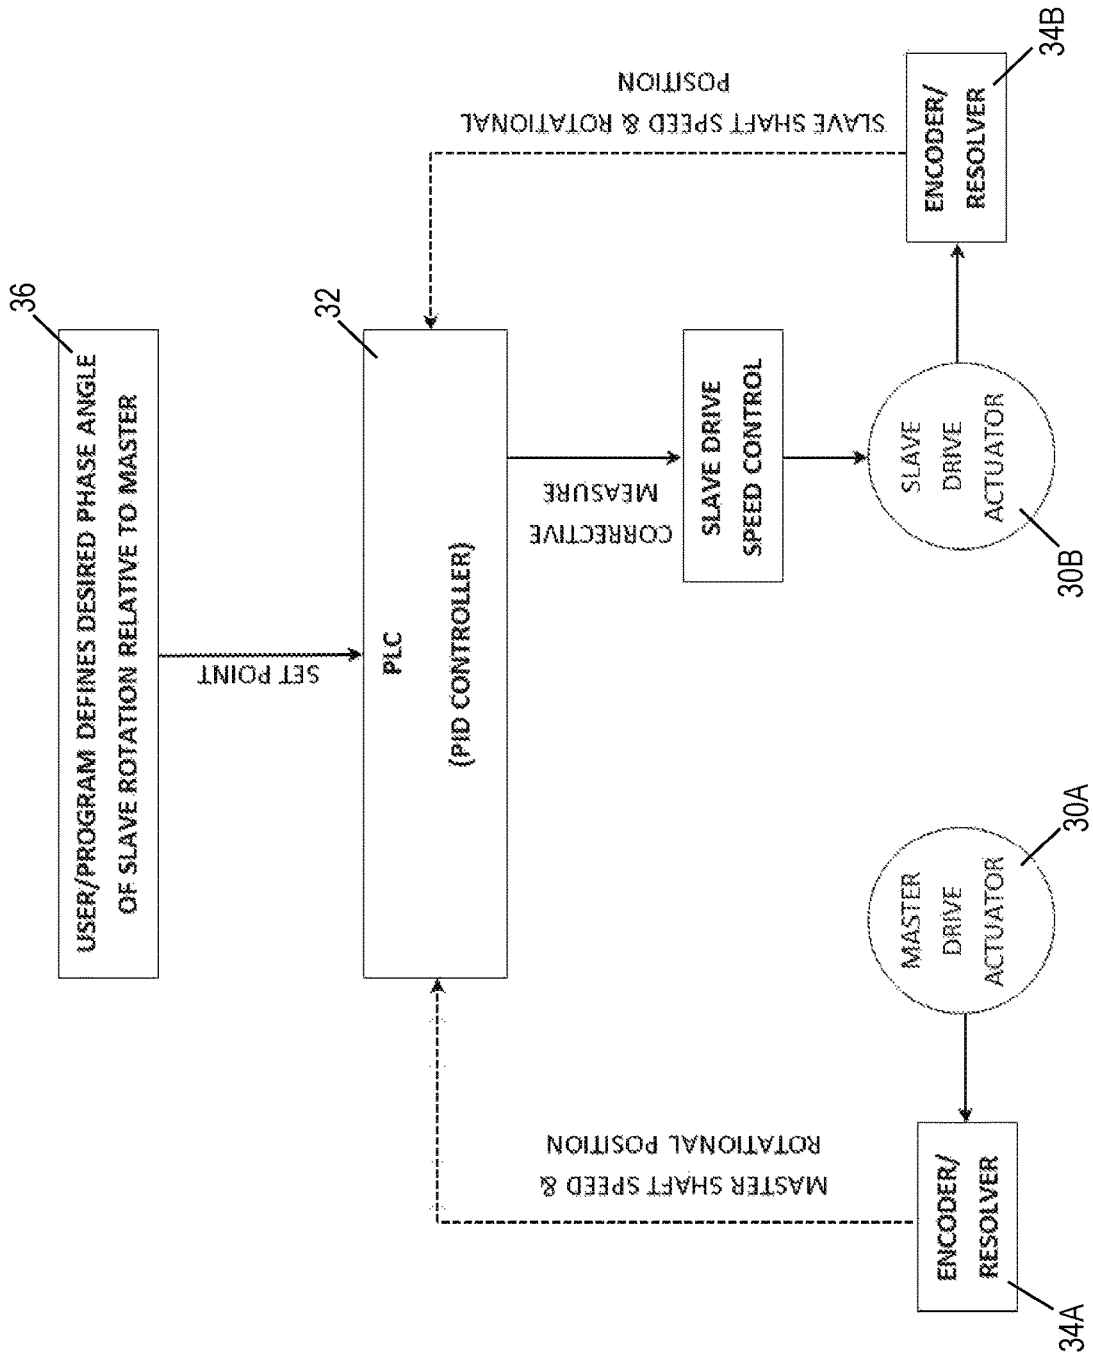 36
USER/PROGRAM DEFINES DESIRED PHASE ANGLE
OF SLAVE ROTATION RELATIVE TO MASTER
SET POINT
32
PLC
(PID CONTROLLER)
MASTER SHAFT SPEED &
ROTATIONAL POSITION
CORRECTIVE
MEASURE
SLAVE SHAFT SPEED & ROTATIONAL
POSITION
SLAVE DRIVE
SPEED CONTROL
ENCODER/
RESOLVER
34A
MASTER
DRIVE
ACTUATOR
30A
SLAVE
DRIVE
ACTUATOR
30B
ENCODER/
RESOLVER
34B